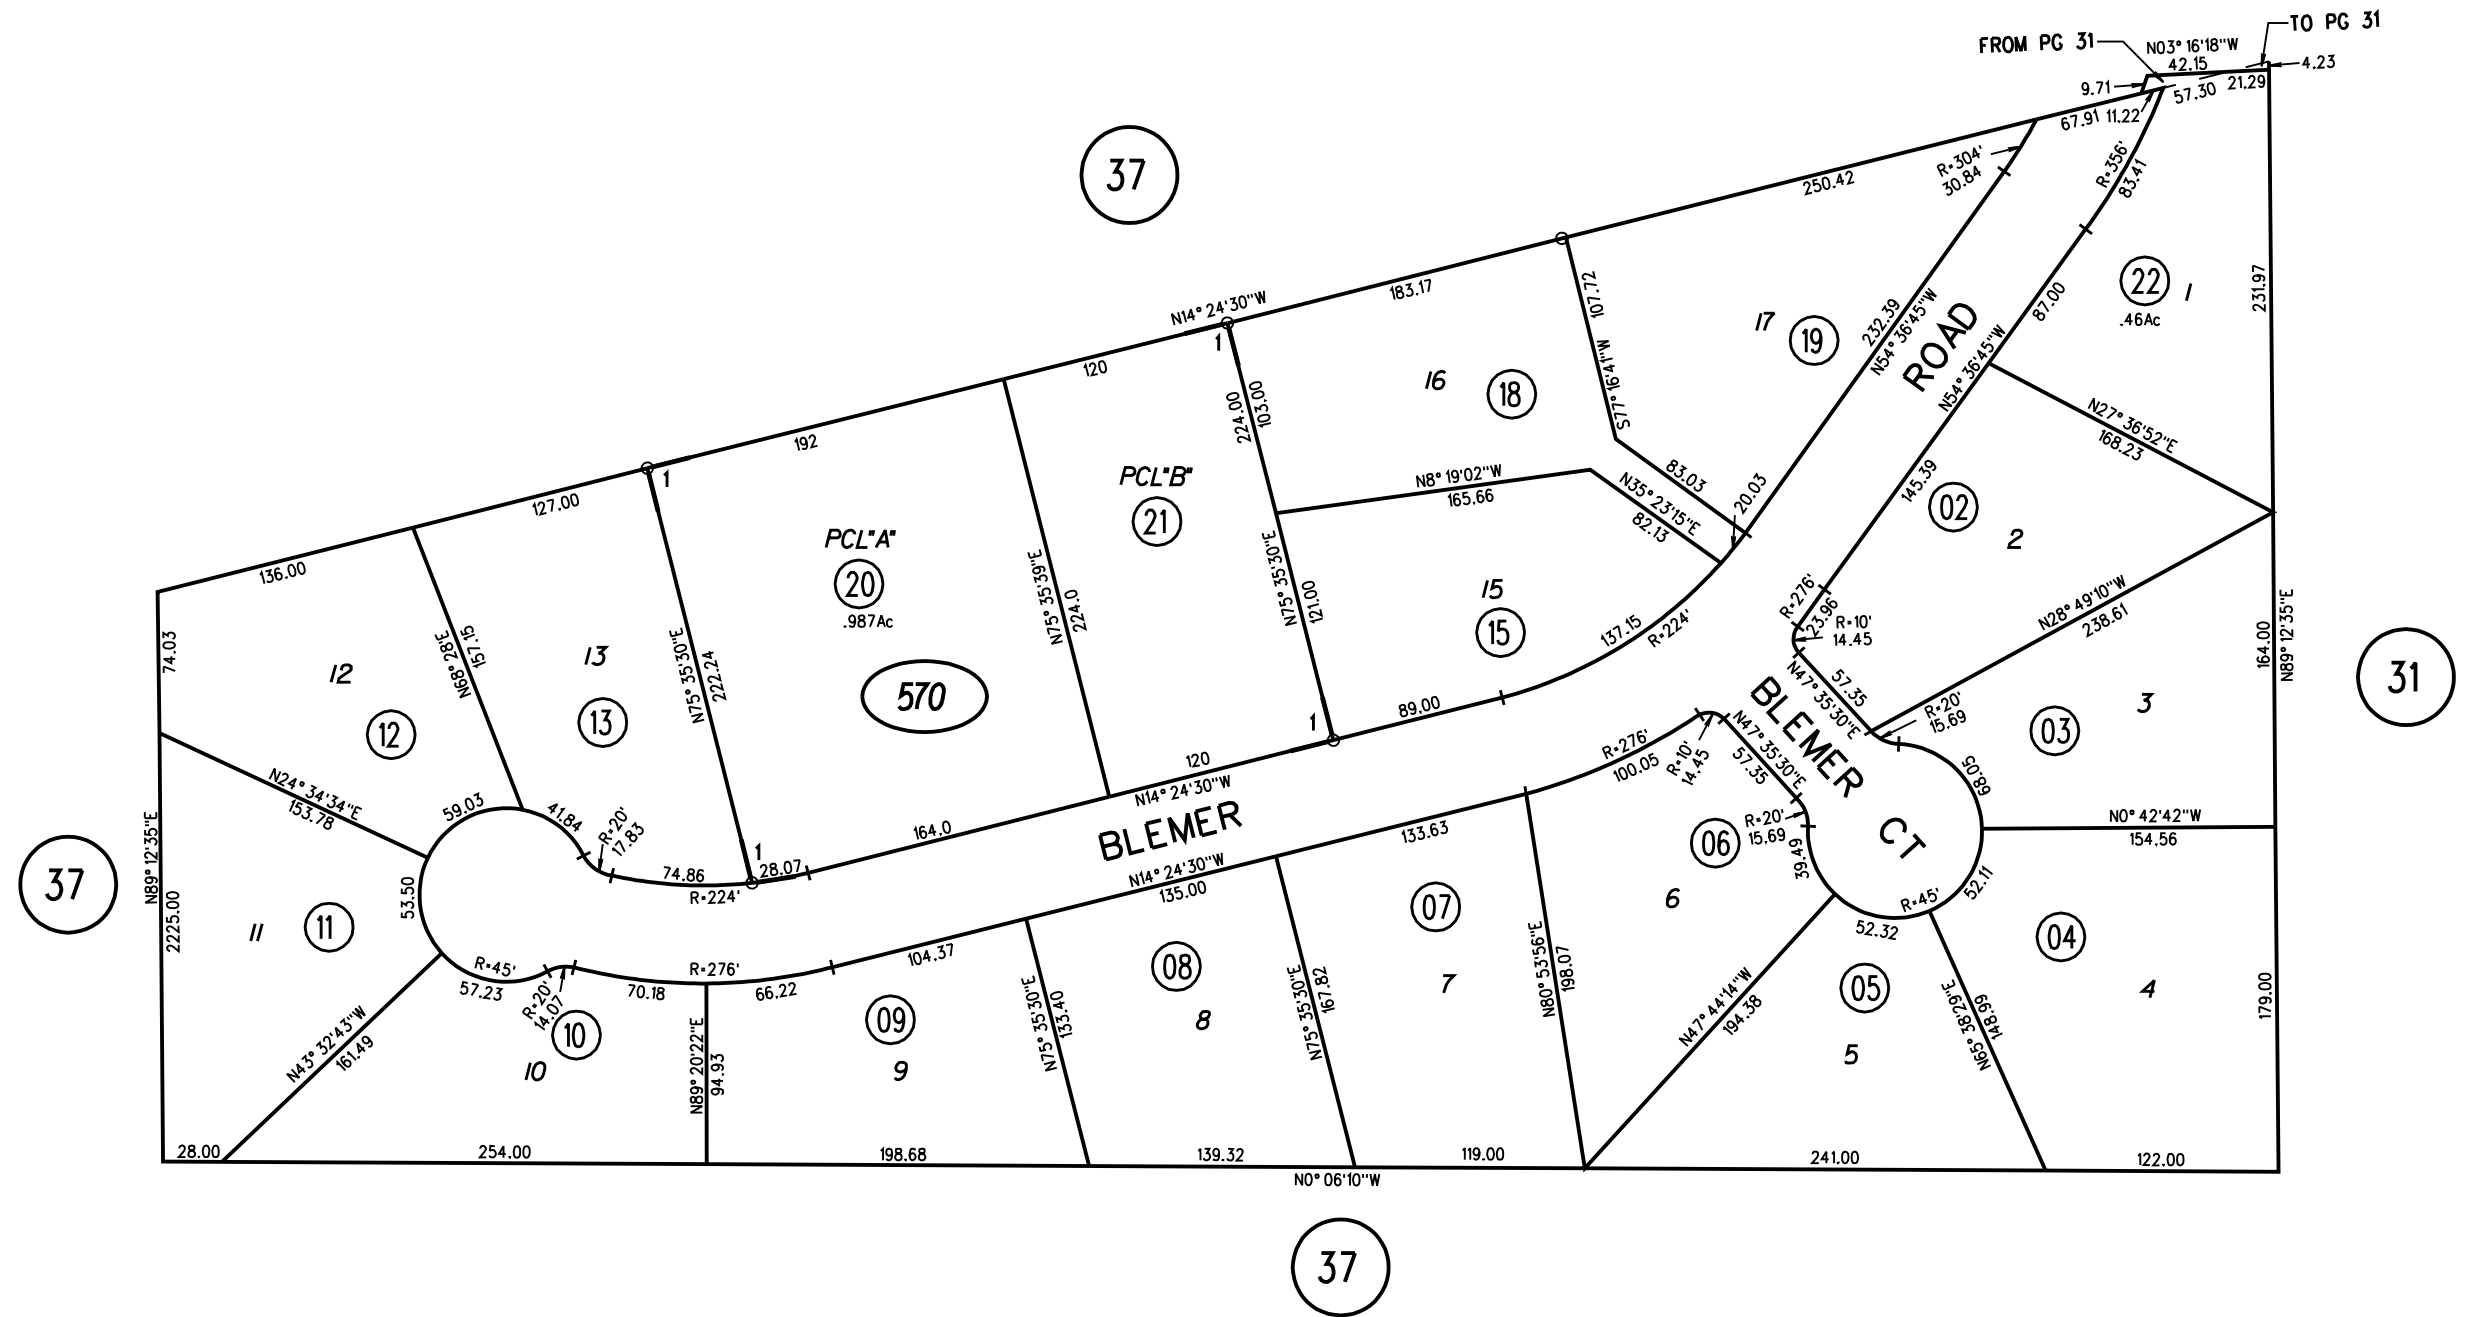 TO PG 31
FROM PG 31
N03° 16'18"W
42.15
4.23
9.71
57.30
21.29
67.91
11.22
37
R=304'
30.84
R=356'
83.41
250.42
107.72
S77° 16'41"W
183.17
N14° 24'30"W
17
19
232.39
N54° 36'45"W
ROAD
N54° 36'45"W
87.00
22
1
.46Ac
231.97
1
120
224.00
103.00
16
18
N27° 36'52"E
168.23
192
1
PCL"B"
21
N8° 19'02"W
165.66
83.03
N35° 23'15"E
82.13
20.03
145.39
02
2
127.00
136.00
PCL"A"
20
.987Ac
N75° 35'39"E
224.0
N75° 35'30"E
121.00
15
15
137.15
R=224'
R=276'
23.96
R=10'
14.45
N28° 49'10"W
238.61
164.00
N89° 12'35"E
31
74.03
12
12
N68° 28'E
157.15
13
13
N75° 35'30"E
222.24
570
1
89.00
N47° 35'30"E
57.35
BLEMER
CT
R=20'
15.69
3
03
68.05
N24° 34'34"E
153.78
59.03
41.84
R=20'
17.83
120
N14° 24'30"W
BLEMER
R=276'
100.05
R=10'
14.45
N47° 35'30"E
57.35
N0° 42'42"W
154.56
N89° 12'35"E
2225.00
37
53.50
74.86
R=224'
1
28.07
164.0
N14° 24'30"W
135.00
133.63
06
6
R=20'
15.69
39.49
R=45'
52.32
52.11
11
11
R=45'
57.23
R=20'
14.07
70.18
R=276'
66.22
104.37
08
8
07
7
N80° 53'56"E
198.07
05
5
04
4
N43° 32'43"W
161.49
10
10
N89° 20'22"E
94.93
09
9
N75° 35'30"E
133.40
N75° 35'30"E
167.82
N47° 44'14"W
194.38
N65° 38'29"E
148.99
179.00
28.00
254.00
198.68
139.32
119.00
241.00
122.00
N0° 06'10"W
37